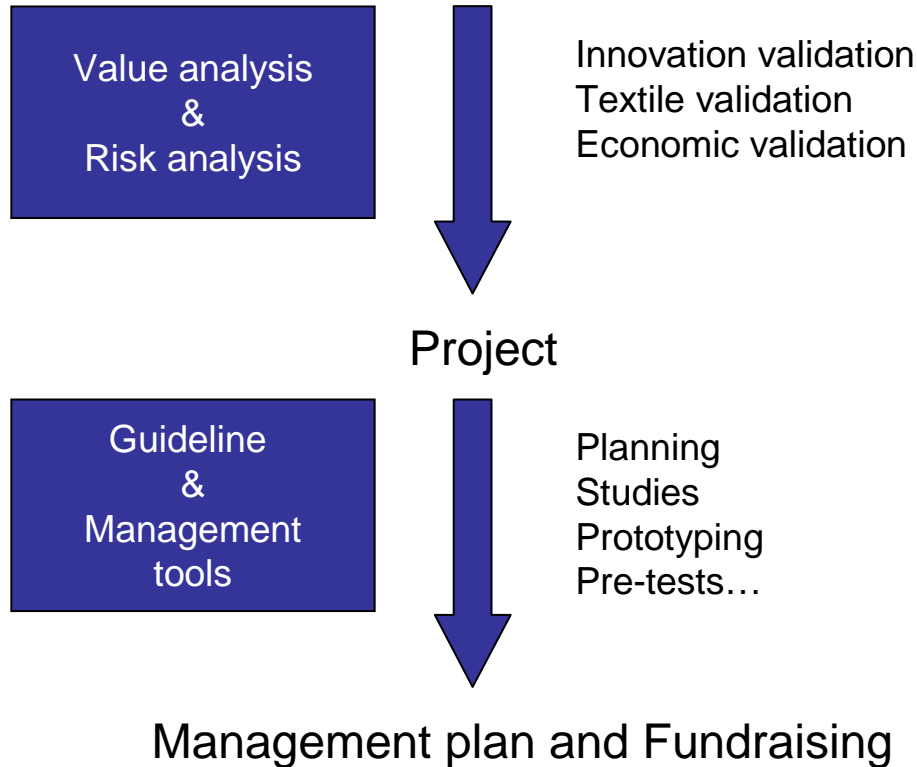 Value analysis
&
Risk analysis
Innovation validation
Textile validation
Economic validation
Project
Guideline
&
Management
tools
Planning
Studies
Prototyping
Pre-tests…
Management plan and Fundraising